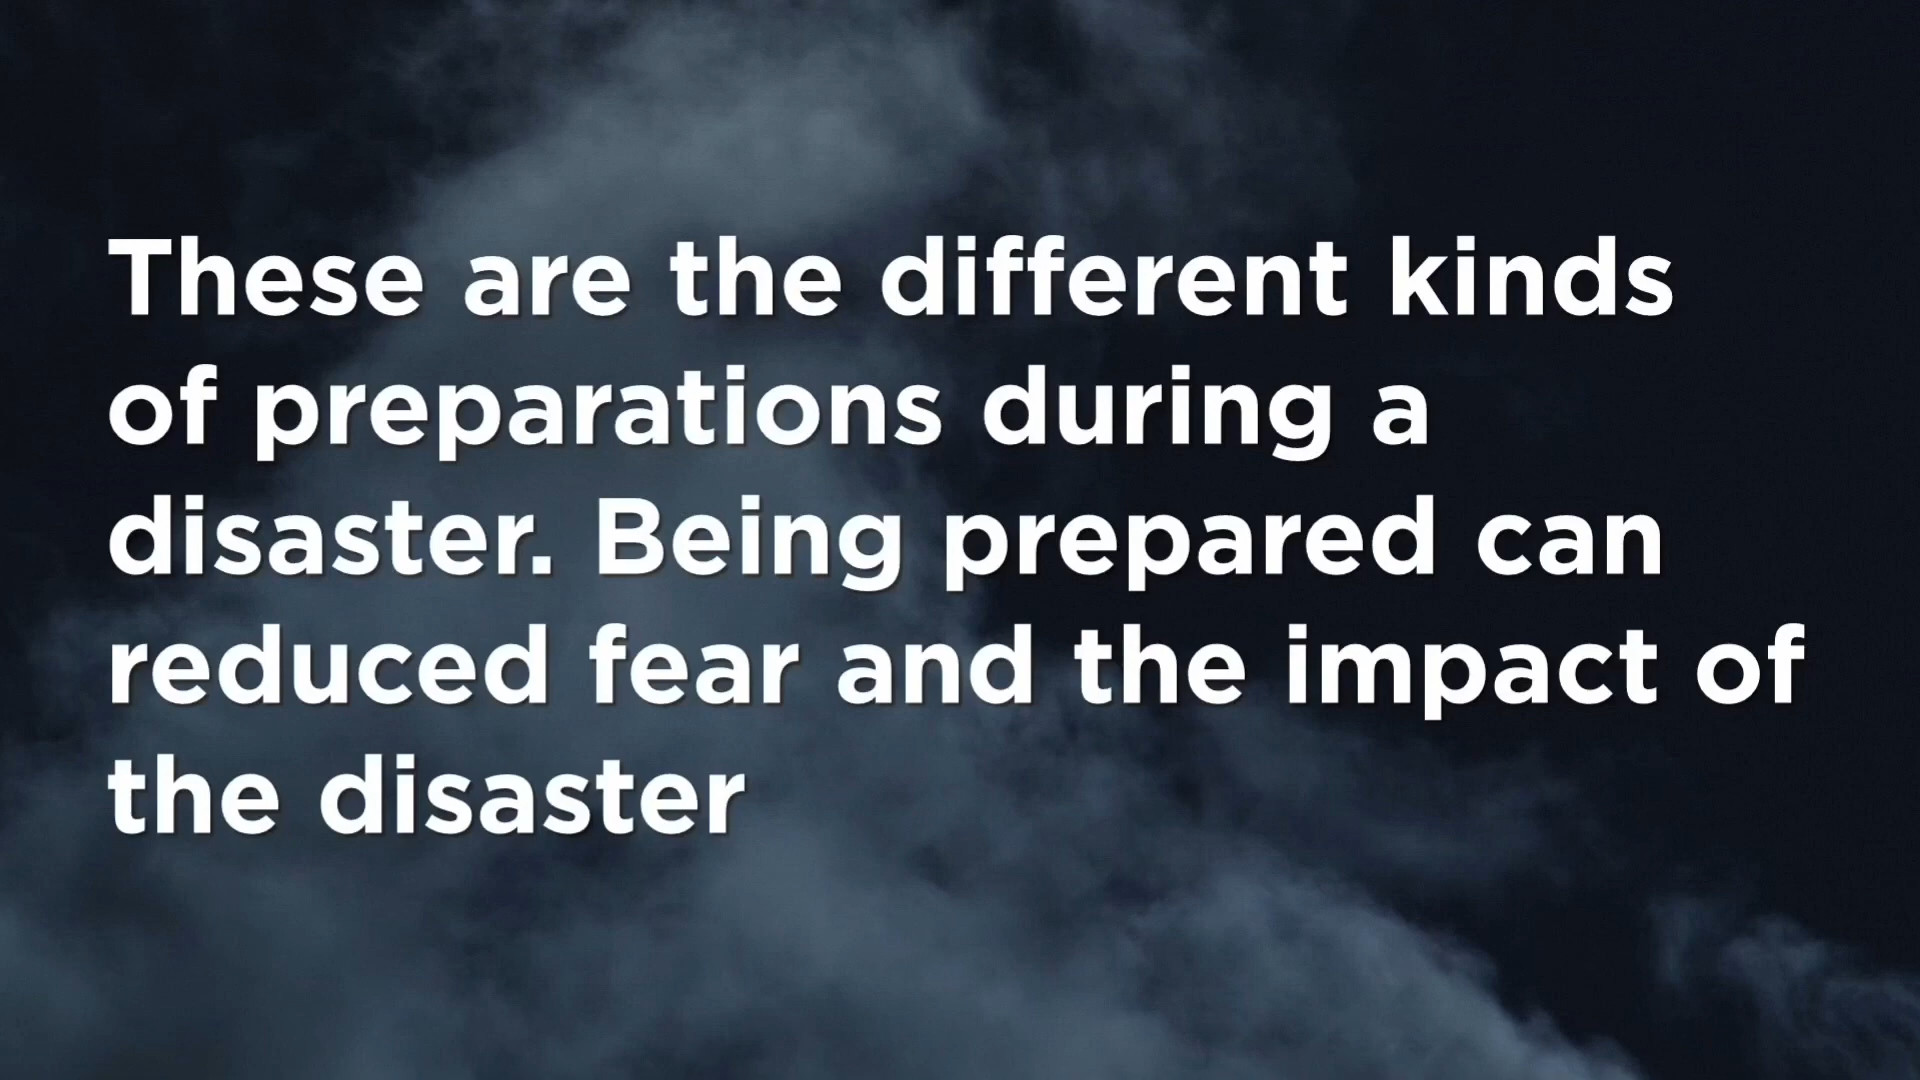 These are the different kinds
of preparations during a
disaster. Being prepared can
reduced fear and the impact of
the disaster